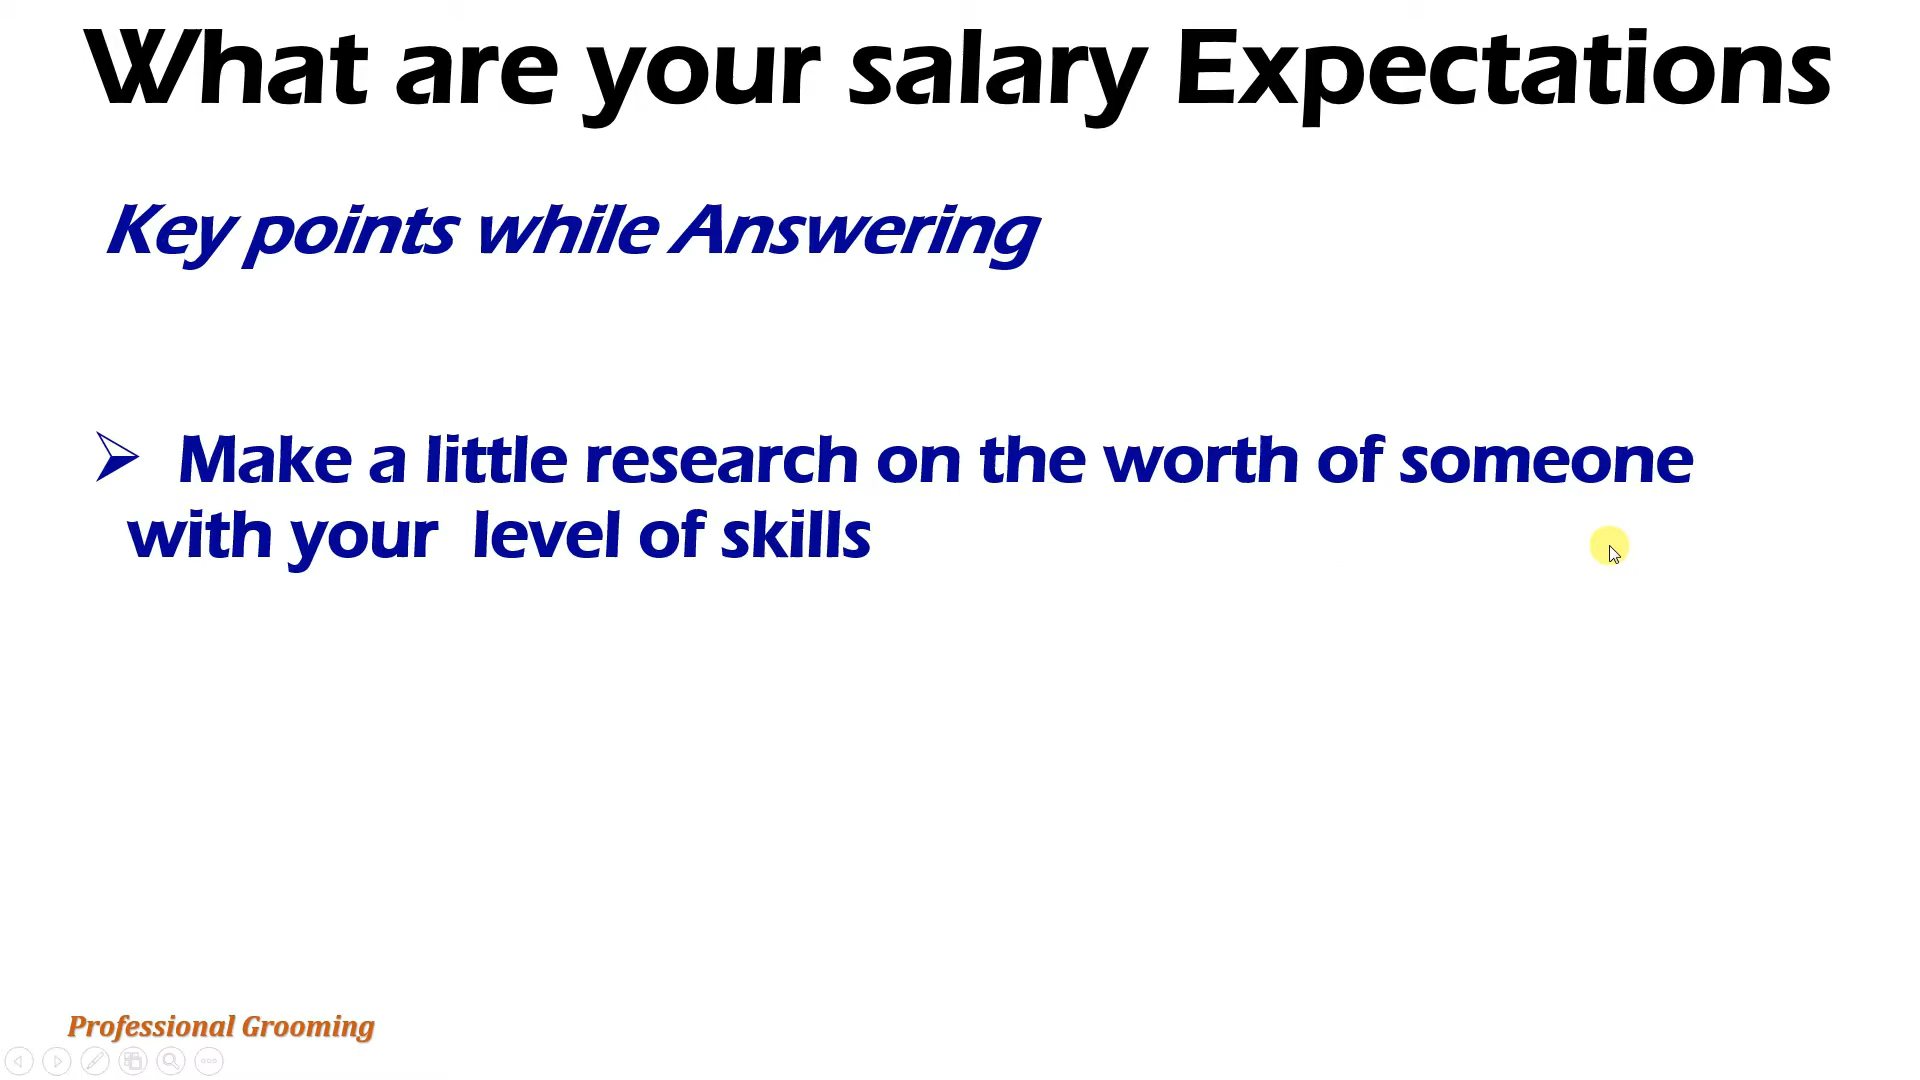 What are your salary Expectations
Key points while Answering
Make a little research on the worth of someone
with your level of skills
Professional Grooming